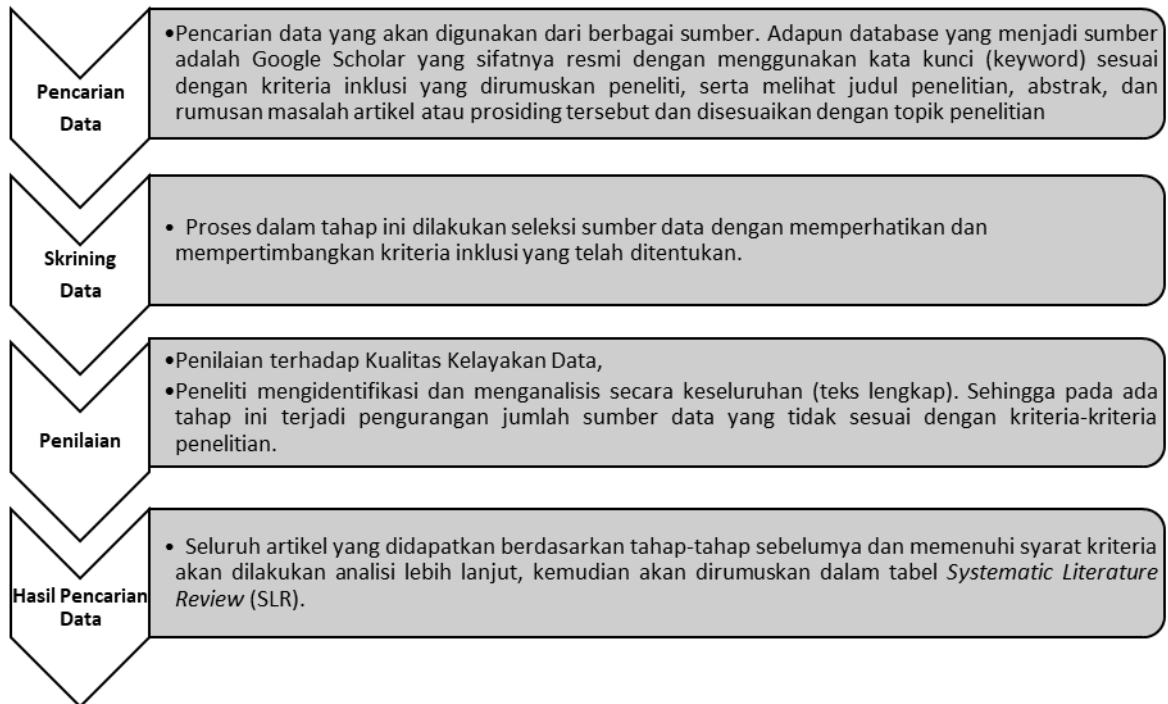 Pencarian
Data
•Pencarian data yang akan digunakan dari berbagai sumber. Adapun database yang menjadi sumber
adalah Google Scholar yang sifatnya resmi dengan menggunakan kata kunci (keyword) sesuai
dengan kriteria inklusi yang dirumuskan peneliti, serta melihat judul penelitian, abstrak, dan
rumusan masalah artikel atau prosiding tersebut dan disesuaikan dengan topik penelitian
Skrining
Data
• Proses dalam tahap ini dilakukan seleksi sumber data dengan memperhatikan dan
mempertimbangkan kriteria inklusi yang telah ditentukan.
Penilaian
•Penilaian terhadap Kualitas Kelayakan Data,
•Peneliti mengidentifikasi dan menganalisis secara keseluruhan (teks lengkap). Sehingga pada ada
tahap ini terjadi pengurangan jumlah sumber data yang tidak sesuai dengan kriteria-kriteria
penelitian.
Hasil Pencarian
Data
• Seluruh artikel yang didapatkan berdasarkan tahap-tahap sebelumya dan memenuhi syarat kriteria
akan dilakukan analisi lebih lanjut, kemudian akan dirumuskan dalam tabel Systematic Literature
Review (SLR).